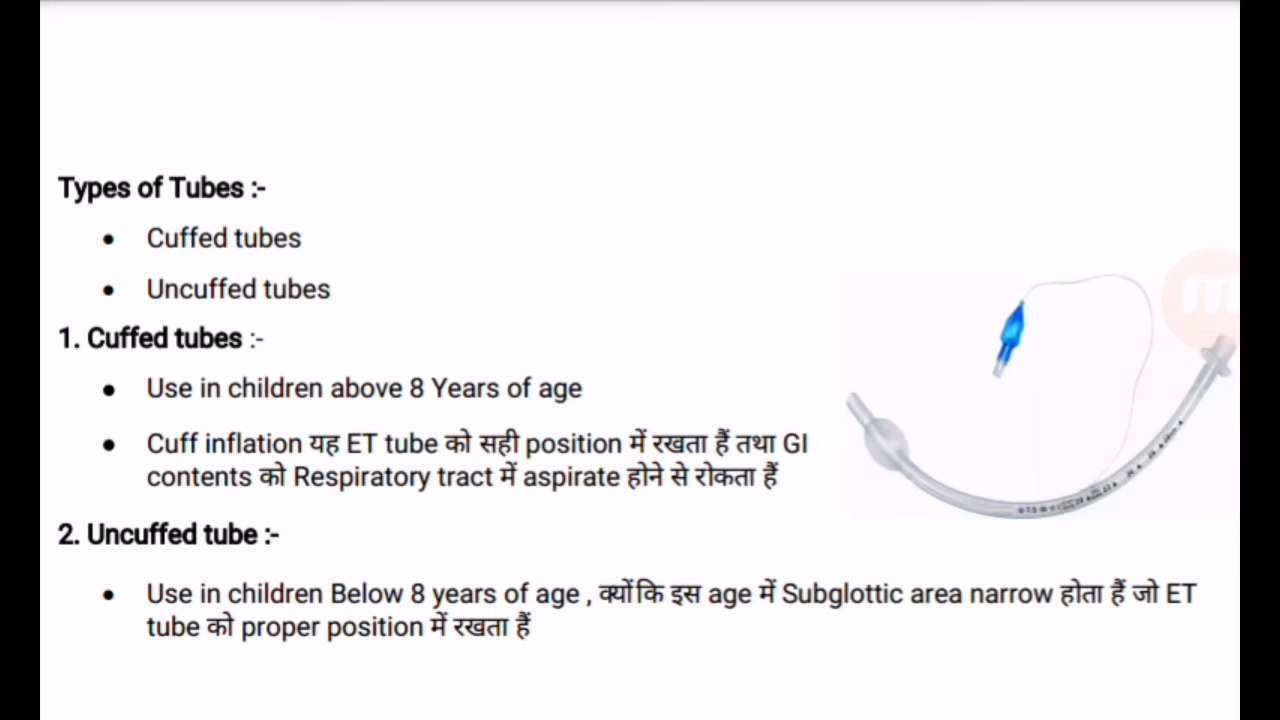 Types of Tubes :-
• Cuffed tubes
• Uncuffed tubes
1. Cuffed tubes :-
• Use in children above 8 Years of age
• Cuff inflation यह ET tube को सही position में रखता हैं तथा GI
contents को Respiratory tract में aspirate होने से रोकता हैं
2. Uncuffed tube :-
• Use in children Below 8 years of age , क्योंकि इस age में Subglottic area narrow होता हैं जो ET
tube को proper position में रखता हैं